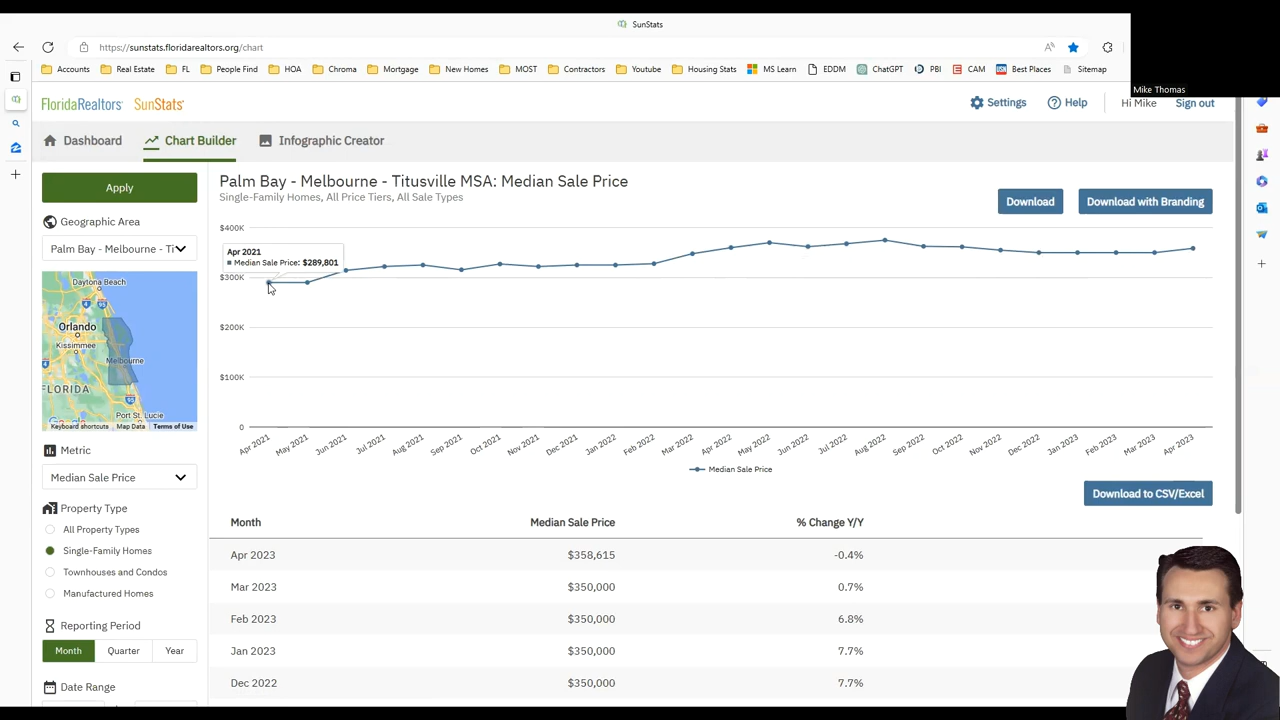 SunStats
https://sunstats.floridarealtors.org/chart
Accounts Real Estate FL People Find HOA Chroma Mortgage New Homes MOST Contractors Youtube Housing Stats MS Learn EDDM ChatGPT PBI CAM Best Places Sitemap
Mike Thomas
FloridaRealtors® SunStats®
Settings Help Hi Mike Sign out
Dashboard Chart Builder Infographic Creator
Apply
Geographic Area
Palm Bay - Melbourne - Ti
Daytona Beach
Orlando
Kissimmee
Melbourne
FLORIDA
Port St. Lucie
Google
Keyboard shortcuts Map Data Terms of Use
Metric
Median Sale Price
Property Type
All Property Types
Single-Family Homes
Townhouses and Condos
Manufactured Homes
Reporting Period
Month Quarter Year
Date Range
Palm Bay - Melbourne - Titusville MSA: Median Sale Price
Single-Family Homes, All Price Tiers, All Sale Types
Download Download with Branding
$400K
Apr 2021
Median Sale Price: $289,801
$300K
$200K
$100K
0
Apr 2021 May 2021 Jun 2021 Jul 2021 Aug 2021 Sep 2021 Oct 2021 Nov 2021 Dec 2021 Jan 2022 Feb 2022 Mar 2022 Apr 2022 May 2022 Jun 2022 Jul 2022 Aug 2022 Sep 2022 Oct 2022 Nov 2022 Dec 2022 Jan 2023 Feb 2023 Mar 2023 Apr 2023
Median Sale Price
Download to CSV/Excel
Month Median Sale Price % Change Y/Y
Apr 2023 $358,615 -0.4%
Mar 2023 $350,000 0.7%
Feb 2023 $350,000 6.8%
Jan 2023 $350,000 7.7%
Dec 2022 $350,000 7.7%